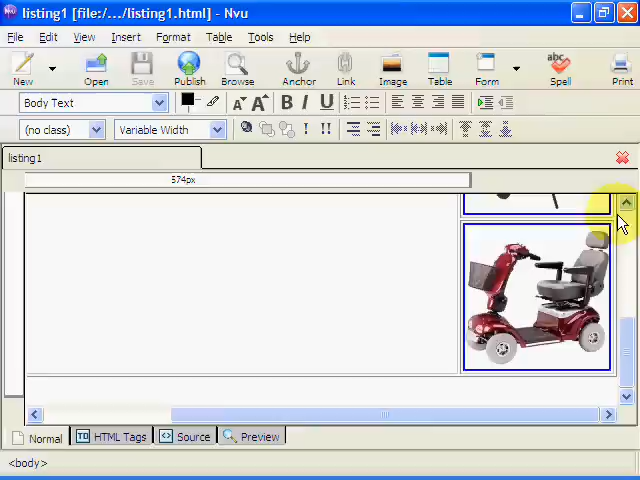 listing1 [file:/.../listing1.html] - Nvu
File Edit View Insert Format Table Tools Help
New Open Save Publish Browse Anchor Link Image Table Form Spell Print
Body Text
(no class) Variable Width
listing1
574px
Normal HTML Tags Source Preview
<body>